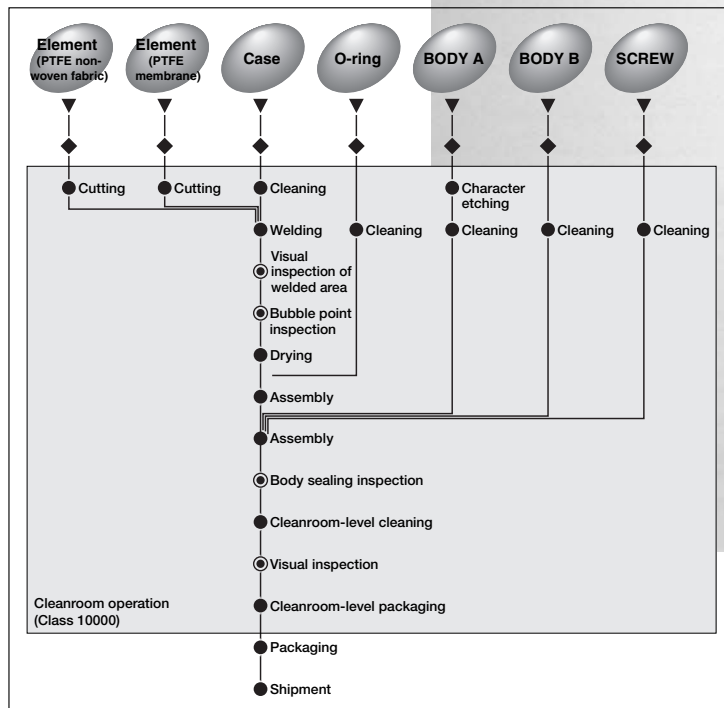 Element
(PTFE non-
woven fabric)
Element
(PTFE
membrane)
Case
O-ring
BODY A
BODY B
SCREW
Cutting
Cutting
Cleaning
Character
etching
Welding
Cleaning
Cleaning
Cleaning
Cleaning
Visual
inspection of
welded area
Bubble point
inspection
Drying
Assembly
Assembly
Body sealing inspection
Cleanroom-level cleaning
Visual inspection
Cleanroom-level packaging
Cleanroom operation
(Class 10000)
Packaging
Shipment